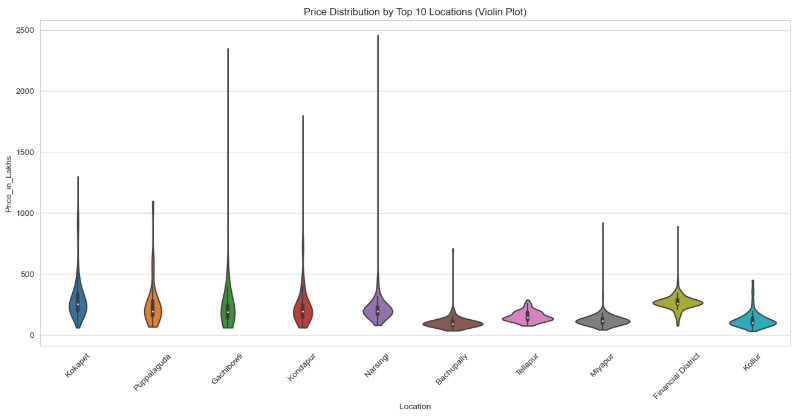 Price Distribution by Top 10 Locations (Violin Plot)
2500
2000
1500
1000
500
0
Price_in_Lakhs
Kokapet
Puppalaguda
Gachibowli
Kondapur
Narsingi
Bachupally
Tellapur
Miyapur
Financial District
Kollur
Location